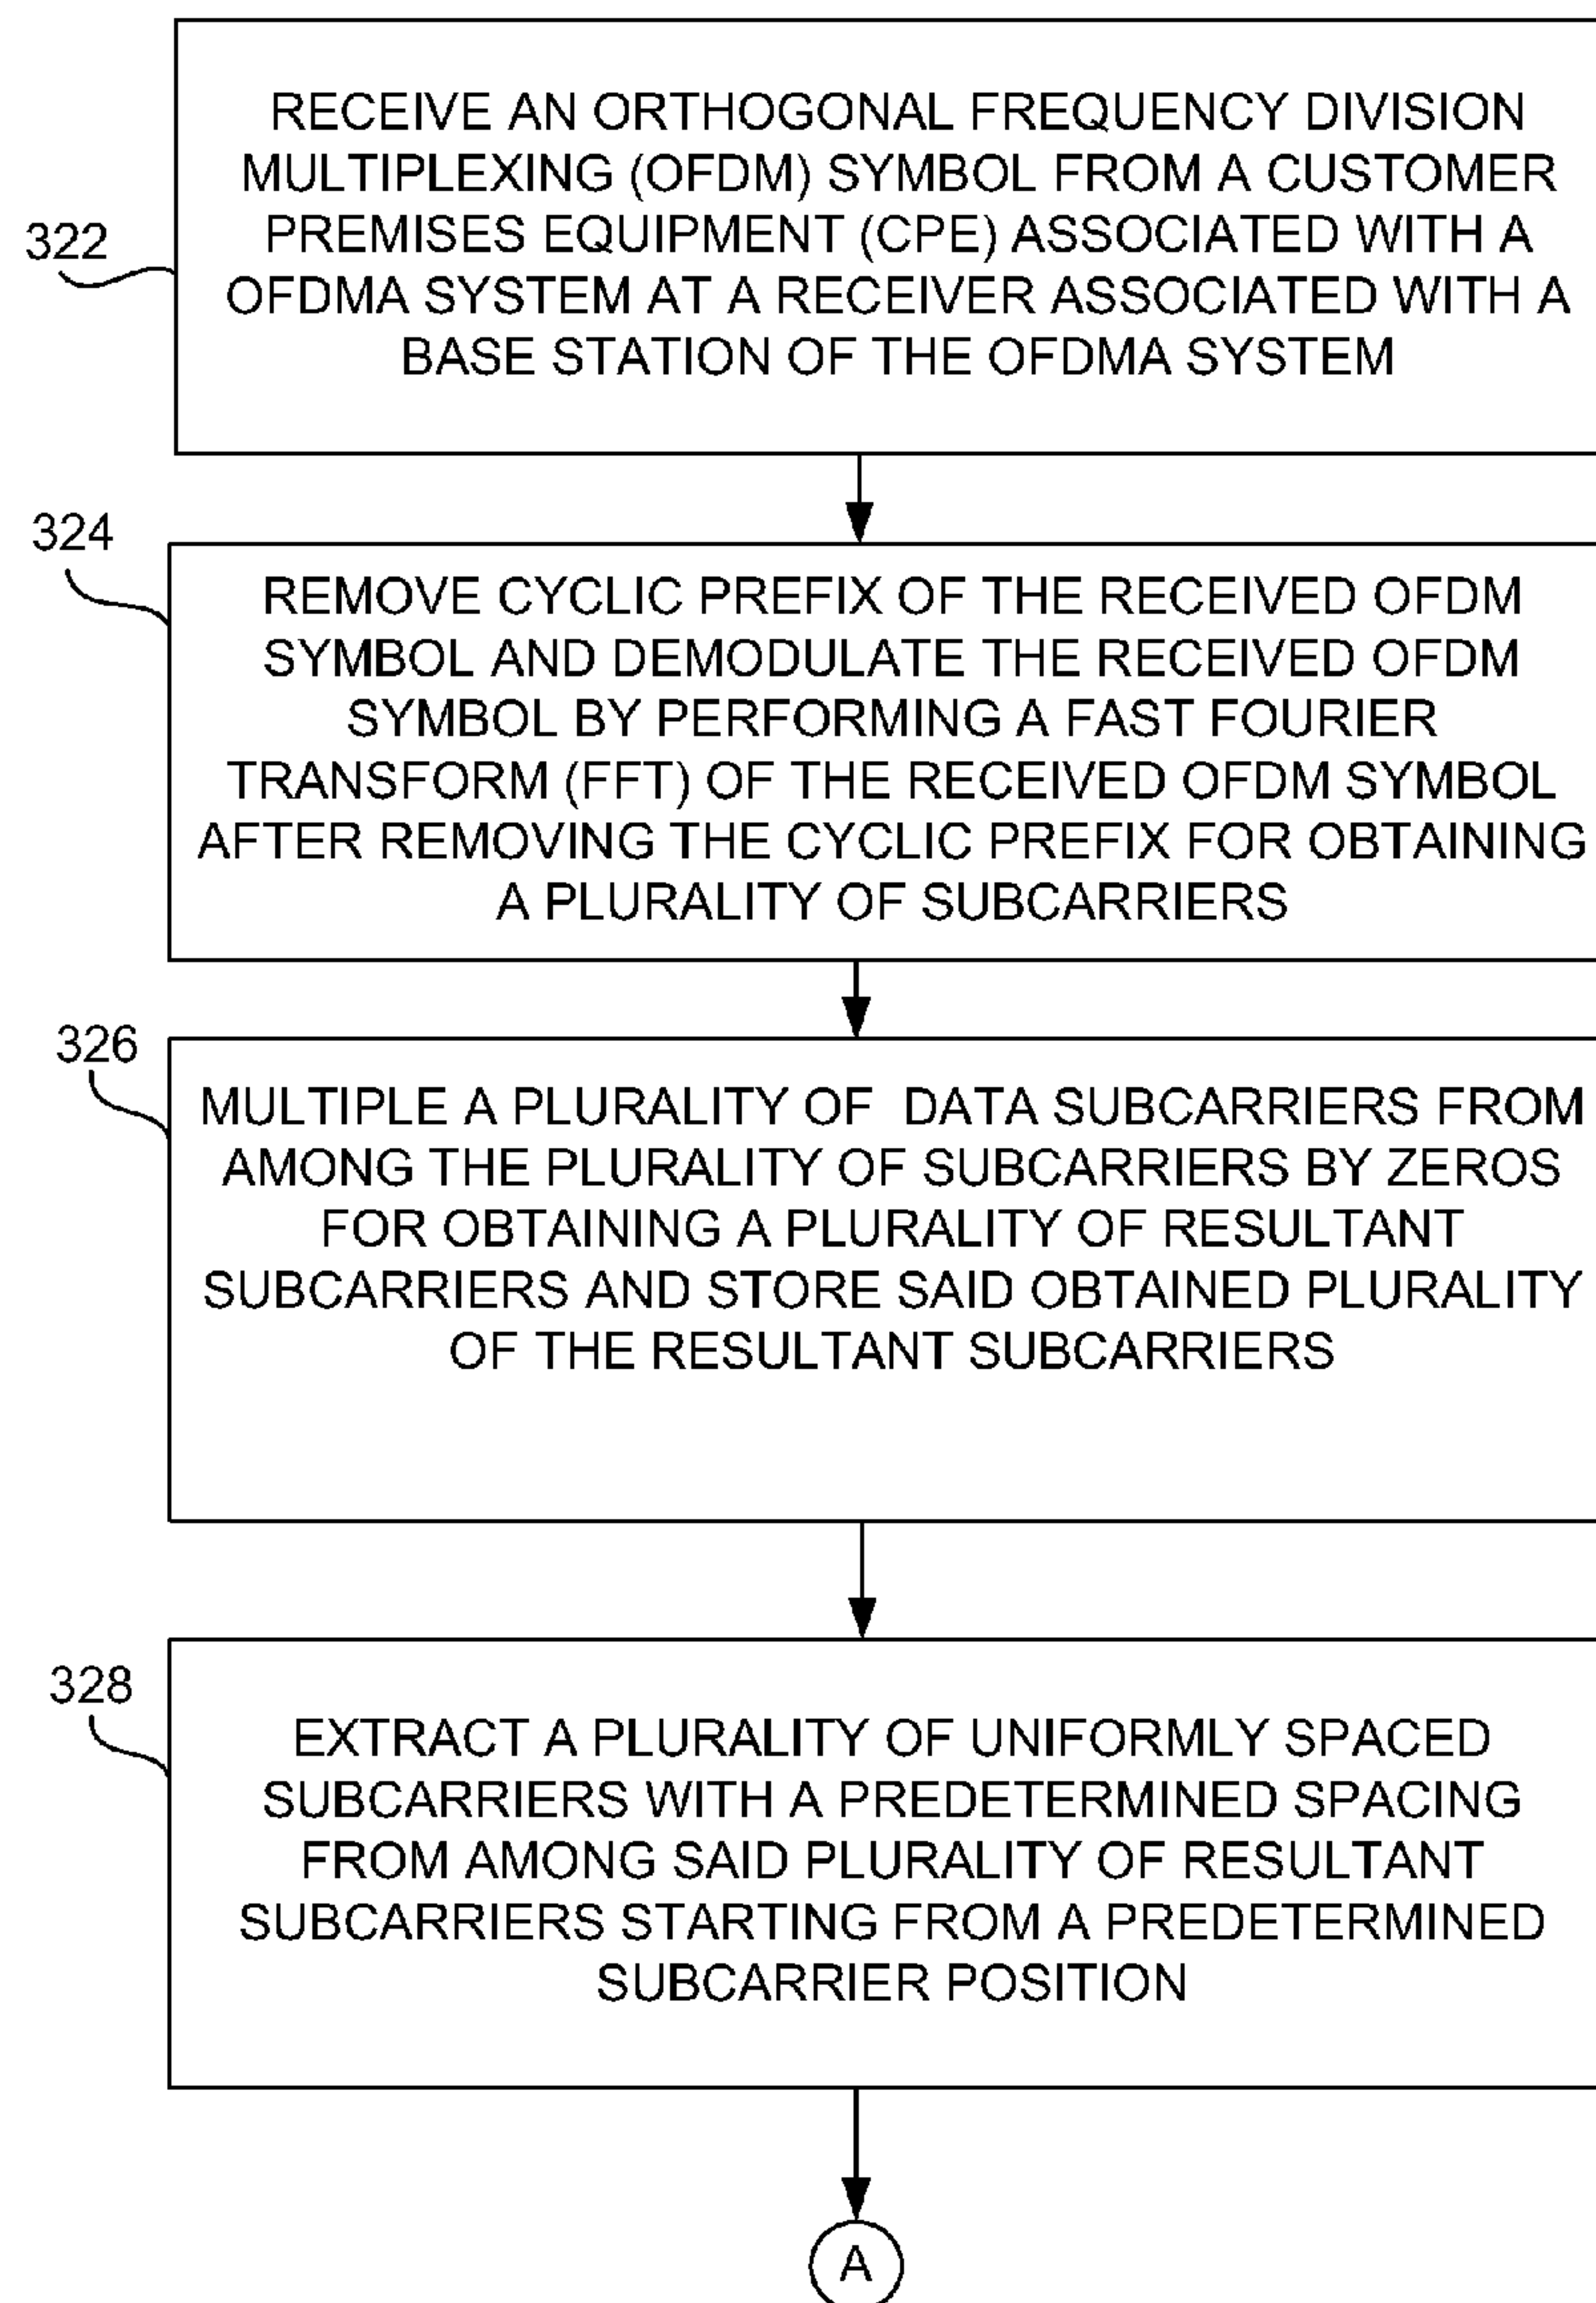 RECEIVE AN ORTHOGONAL FREQUENCY DIVISION
MULTIPLEXING (OFDM) SYMBOL FROM A CUSTOMER
PREMISES EQUIPMENT (CPE) ASSOCIATED WITH A
OFDMA SYSTEM AT A RECEIVER ASSOCIATED WITH A
BASE STATION OF THE OFDMA SYSTEM
322
324
REMOVE CYCLIC PREFIX OF THE RECEIVED OFDM
SYMBOL AND DEMODULATE THE RECEIVED OFDM
SYMBOL BY PERFORMING A FAST FOURIER
TRANSFORM (FFT) OF THE RECEIVED OFDM SYMBOL
AFTER REMOVING THE CYCLIC PREFIX FOR OBTAINING
A PLURALITY OF SUBCARRIERS
326
MULTIPLE A PLURALITY OF DATA SUBCARRIERS FROM
AMONG THE PLURALITY OF SUBCARRIERS BY ZEROS
FOR OBTAINING A PLURALITY OF RESULTANT
SUBCARRIERS AND STORE SAID OBTAINED PLURALITY
OF THE RESULTANT SUBCARRIERS
328
EXTRACT A PLURALITY OF UNIFORMLY SPACED
SUBCARRIERS WITH A PREDETERMINED SPACING
FROM AMONG SAID PLURALITY OF RESULTANT
SUBCARRIERS STARTING FROM A PREDETERMINED
SUBCARRIER POSITION
A